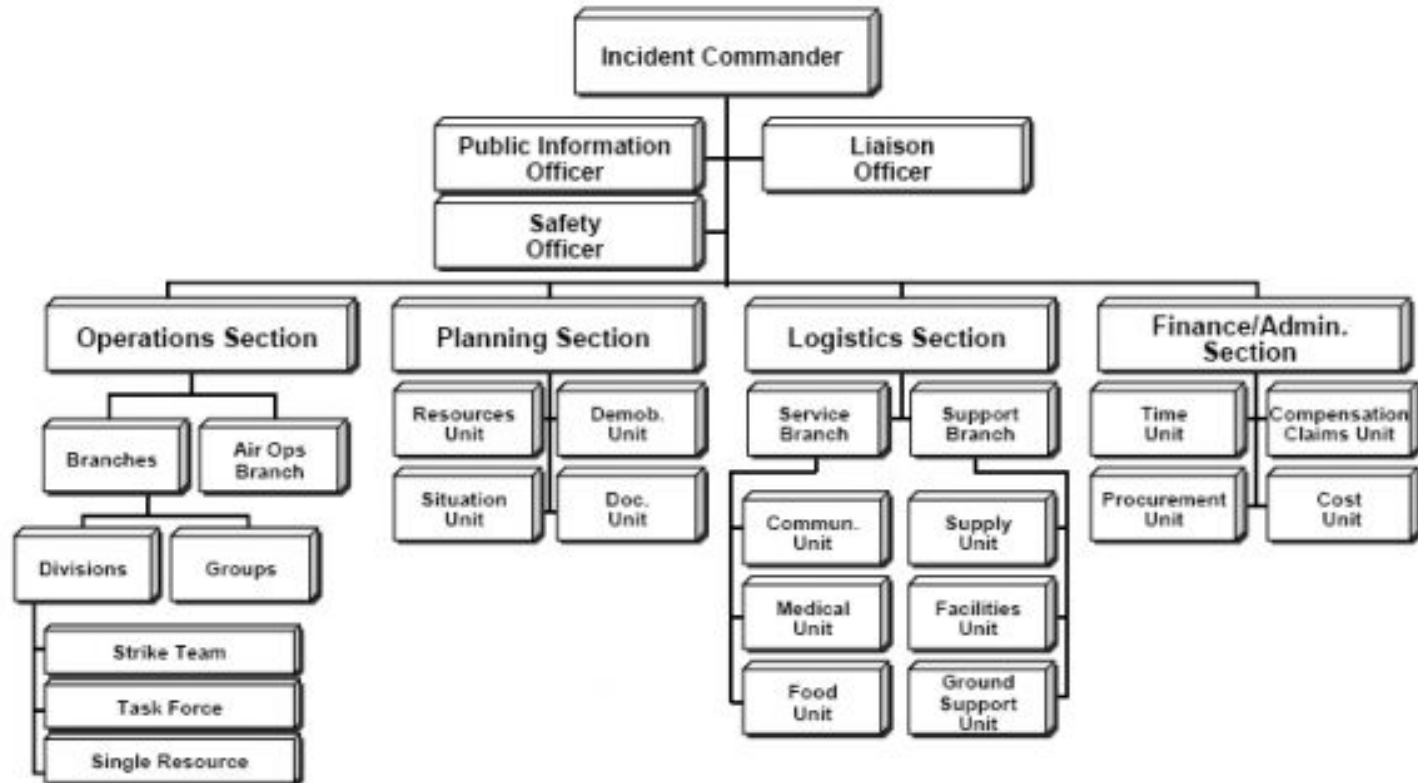 Incident Commander
Public Information
Officer
Liaison
Officer
Safety
Officer
Operations Section
Planning Section
Logistics Section
Finance/Admin.
Section
Branches
Air Ops
Branch
Divisions
Groups
Strike Team
Task Force
Single Resource
Resources
Unit
Demob.
Unit
Situation
Unit
Doc.
Unit
Service
Branch
Support
Branch
Commun.
Unit
Supply
Unit
Medical
Unit
Facilities
Unit
Food
Unit
Ground
Support
Unit
Time
Unit
Compensation
Claims Unit
Procurement
Unit
Cost
Unit